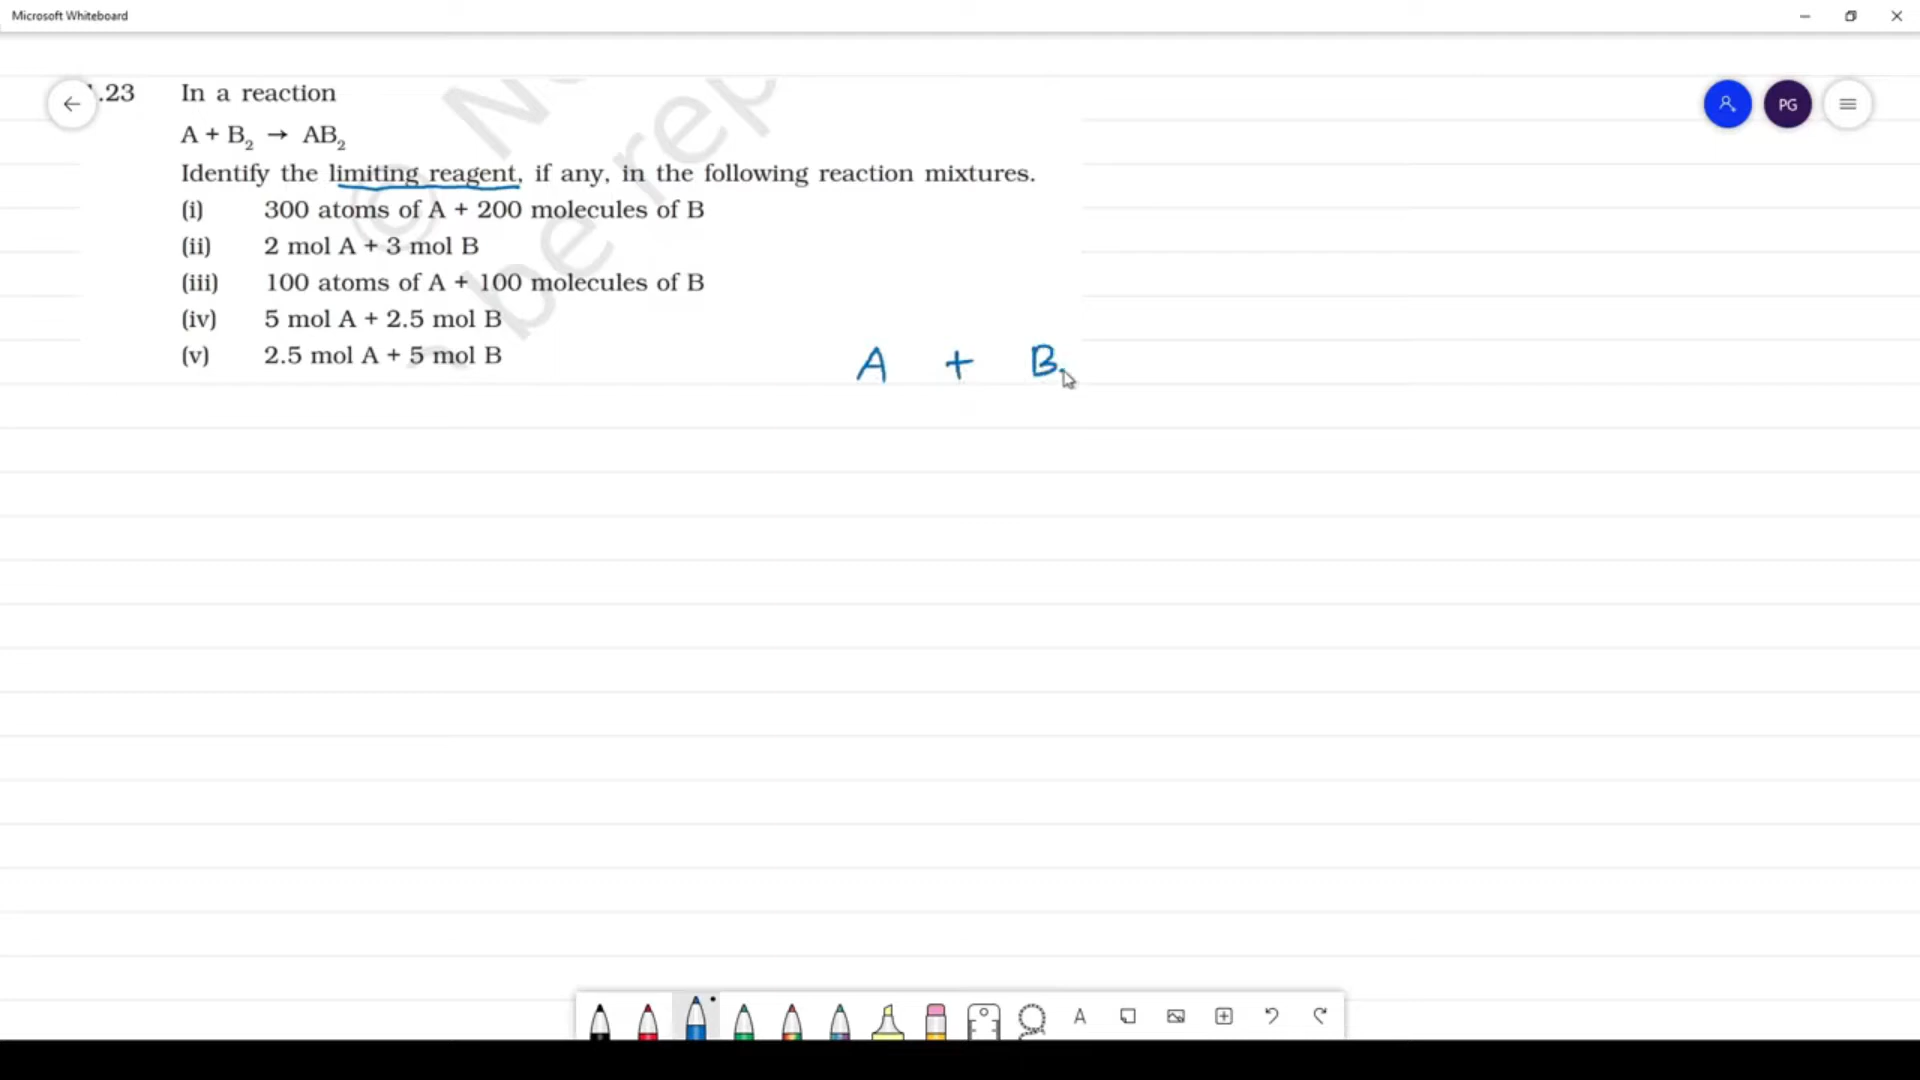 Microsoft Whiteboard
.23 In a reaction
A + B₂ → AB₂
Identify the limiting reagent, if any, in the following reaction mixtures.
(i) 300 atoms of A + 200 molecules of B
(ii) 2 mol A + 3 mol B
(iii) 100 atoms of A + 100 molecules of B
(iv) 5 mol A + 2.5 mol B
(v) 2.5 mol A + 5 mol B
A + B
PG
© N
be rep
A